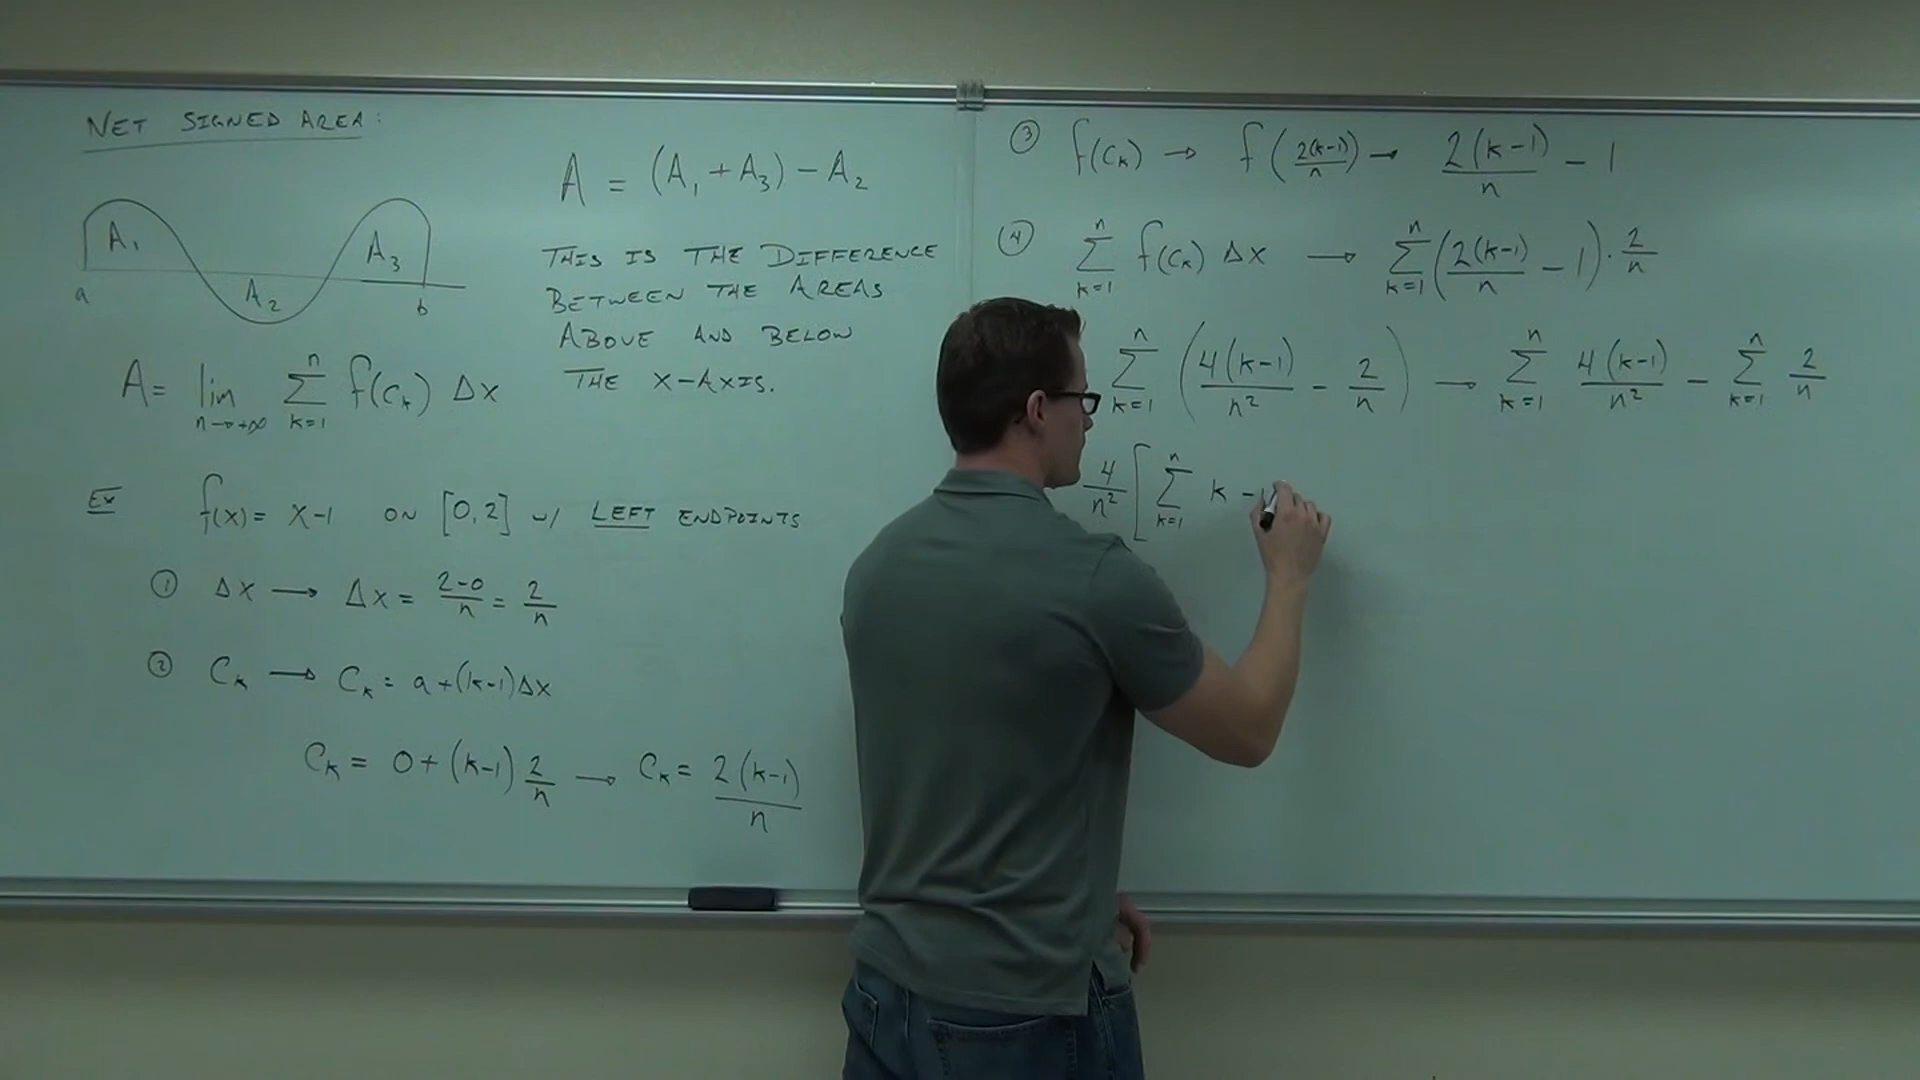 NET SIGNED AREA:
A₁
A₂
A₃
a
b
A = (A₁ + A₃) − A₂
THIS IS THE DIFFERENCE
BETWEEN THE AREAS
ABOVE AND BELOW
THE X-AXIS.
A = lim n→+∞ ∑ k=1 n f(Cₖ) Δx
EX f(x) = x−1 ON [0,2] w/ LEFT ENDPOINTS
① Δx → Δx = (2−0)/n = 2/n
② Cₖ → Cₖ = a+(k−1)Δx
Cₖ = 0+(k−1) 2/n → Cₖ = 2(k−1)/n
③ f(Cₖ) → f(2(k−1)/n) → 2(k−1)/n − 1
④ ∑ k=1 n f(Cₖ) Δx → ∑ k=1 n (2(k−1)/n − 1) · 2/n
∑ k=1 n (4(k−1)/n² − 2/n) → ∑ k=1 n 4(k−1)/n² − ∑ k=1 n 2/n
4/n² [ ∑ k=1 n k −